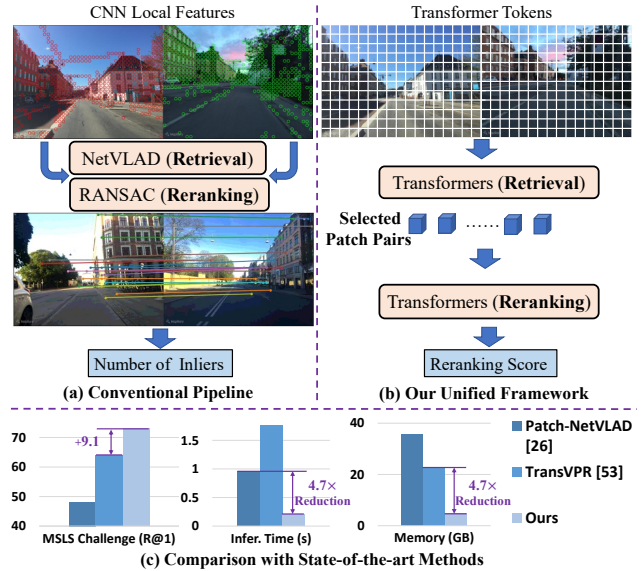 CNN Local Features
NetVLAD (Retrieval)
RANSAC (Reranking)
Number of Inliers
(a) Conventional Pipeline
Transformer Tokens
Transformers (Retrieval)
Selected
Patch Pairs
......
Transformers (Reranking)
Reranking Score
(b) Our Unified Framework
70
60
50
40
+9.1
MSLS Challenge (R@1)
1.5
1
0.5
0
4.7×
Reduction
Infer. Time (s)
40
20
0
4.7×
Reduction
Memory (GB)
Patch-NetVLAD
[26]
TransVPR [53]
Ours
(c) Comparison with State-of-the-art Methods